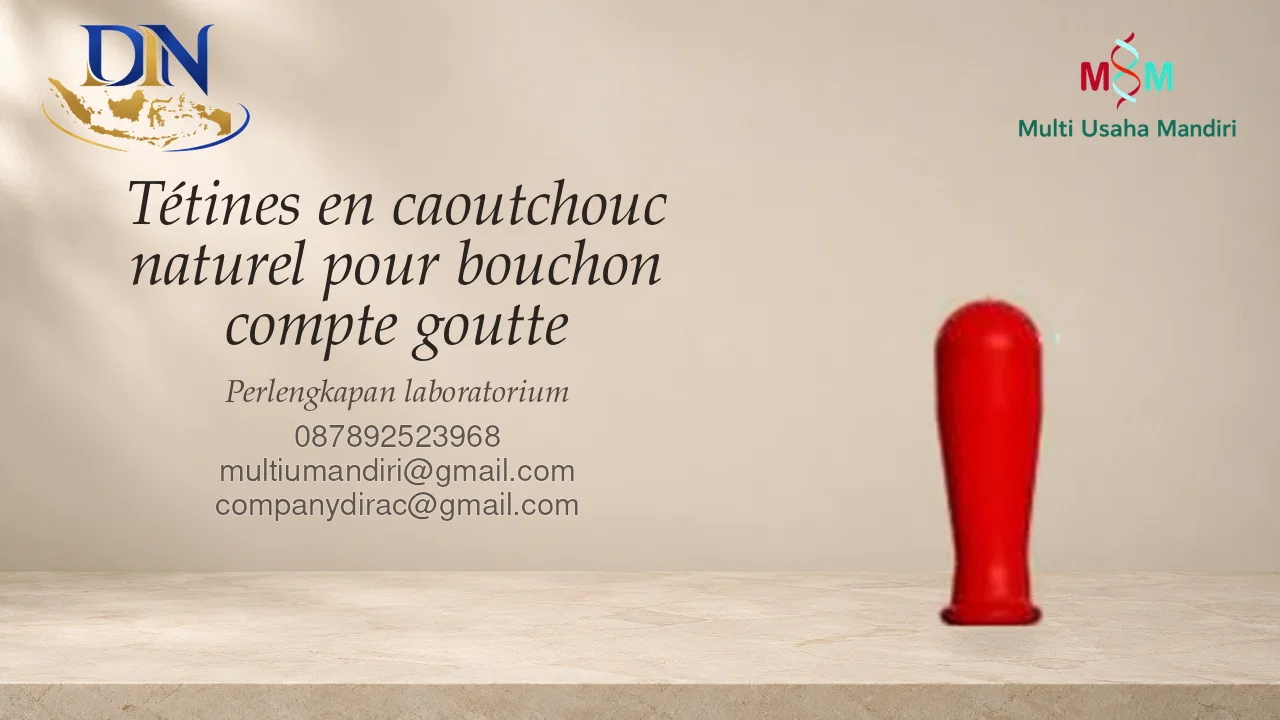 DIN
M M
Multi Usaha Mandiri
Tétines en caoutchouc
naturel pour bouchon
compte goutte
Perlengkapan laboratorium
087892523968
multiumandiri@gmail.com
companydirac@gmail.com